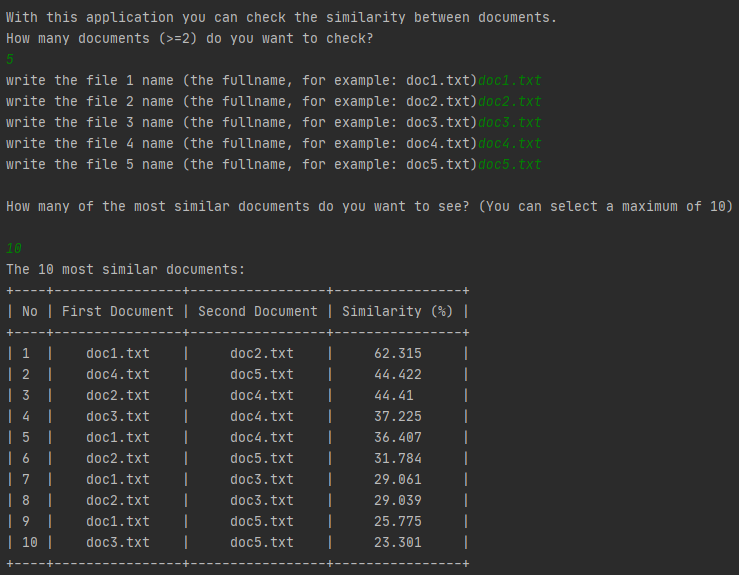 With this application you can check the similarity between documents.
How many documents (>=2) do you want to check?
5
write the file 1 name (the fullname, for example: doc1.txt)doc1.txt
write the file 2 name (the fullname, for example: doc2.txt)doc2.txt
write the file 3 name (the fullname, for example: doc3.txt)doc3.txt
write the file 4 name (the fullname, for example: doc4.txt)doc4.txt
write the file 5 name (the fullname, for example: doc5.txt)doc5.txt
How many of the most similar documents do you want to see? (You can select a maximum of 10)
10
The 10 most similar documents:
+----+----------------+-----------------+----------------+
| No | First Document | Second Document | Similarity (%) |
+----+----------------+-----------------+----------------+
| 1  |    doc1.txt    |     doc2.txt    |     62.315     |
| 2  |    doc4.txt    |     doc5.txt    |     44.422     |
| 3  |    doc2.txt    |     doc4.txt    |     44.41      |
| 4  |    doc3.txt    |     doc4.txt    |     37.225     |
| 5  |    doc1.txt    |     doc4.txt    |     36.407     |
| 6  |    doc2.txt    |     doc5.txt    |     31.784     |
| 7  |    doc1.txt    |     doc3.txt    |     29.061     |
| 8  |    doc2.txt    |     doc3.txt    |     29.039     |
| 9  |    doc1.txt    |     doc5.txt    |     25.775     |
| 10 |    doc3.txt    |     doc5.txt    |     23.301     |
+----+----------------+-----------------+----------------+